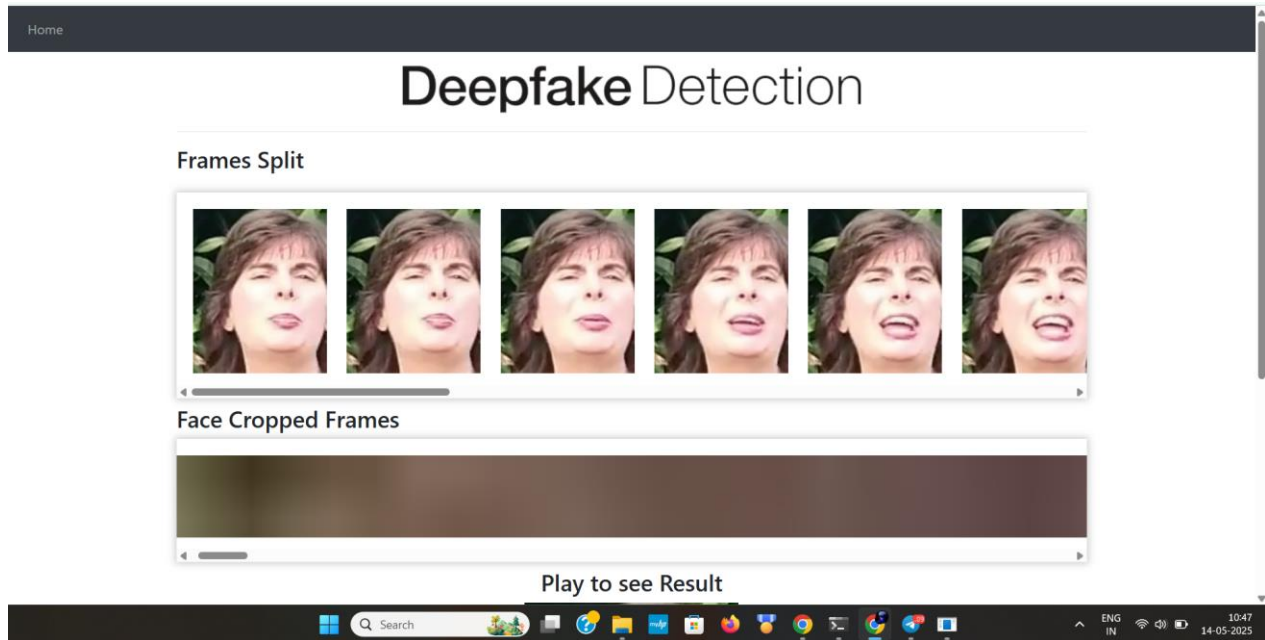 Home
Deepfake Detection
Frames Split
Face Cropped Frames
Play to see Result
Search
ENG
IN
10:47
14-05-2025